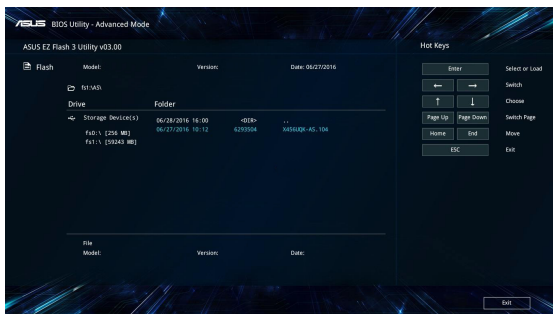 ASUS BIOS Utility - Advanced Mode
ASUS EZ Flash 3 Utility v03.00
Flash
Model: Version: Date: 06/27/2016
fs1:\AS\
Drive Folder
Storage Device(s)
fs0:\ [256 MB]
fs1:\ [59243 MB]
06/28/2016 16:00 <DIR> ..
06/27/2016 10:12 6293504 X456UQK-AS.104
File
Model: Version: Date:
Hot Keys
Enter Select or Load
← → Switch
↑ ↓ Choose
Page Up Page Down Switch Page
Home End Move
ESC Exit
Exit